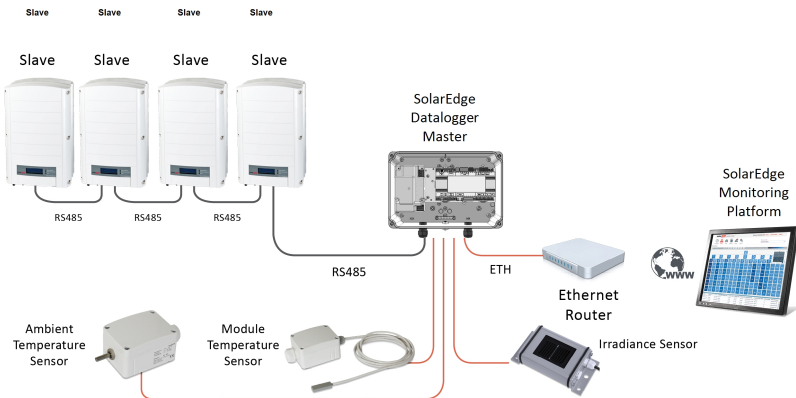 Slave Slave Slave Slave
Slave Slave Slave Slave
SolarEdge
Datalogger
Master
SolarEdge
Monitoring
Platform
RS485 RS485 RS485
RS485
ETH
WWW
Ethernet
Router
Ambient
Temperature
Sensor
Module
Temperature
Sensor
Irradiance Sensor